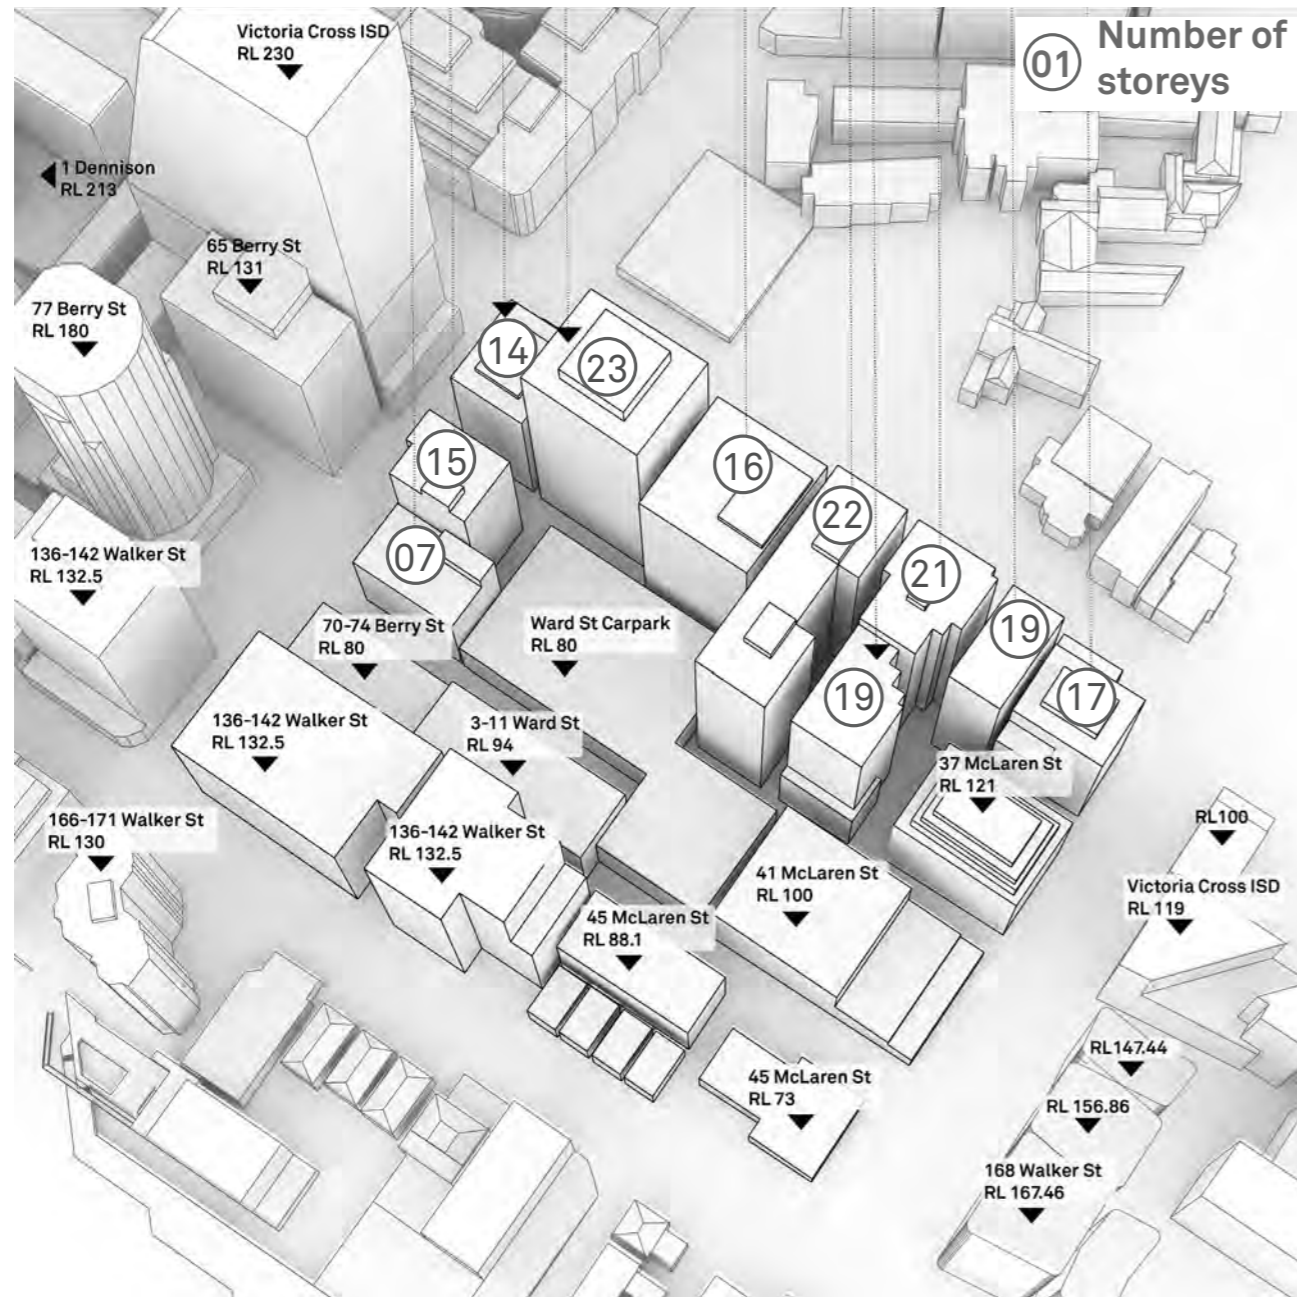 Victoria Cross ISD
RL 230
01
Number of
storeys
1 Dennison
RL 213
65 Berry St
RL 131
77 Berry St
RL 180
14
23
15
16
22
07
21
19
19
17
136-142 Walker St
RL 132.5
70-74 Berry St
RL 80
Ward St Carpark
RL 80
136-142 Walker St
RL 132.5
3-11 Ward St
RL 94
37 McLaren St
RL 121
166-171 Walker St
RL 130
136-142 Walker St
RL 132.5
RL100
41 McLaren St
RL 100
Victoria Cross ISD
RL 119
45 McLaren St
RL 88.1
RL147.44
45 McLaren St
RL 73
RL 156.86
168 Walker St
RL 167.46